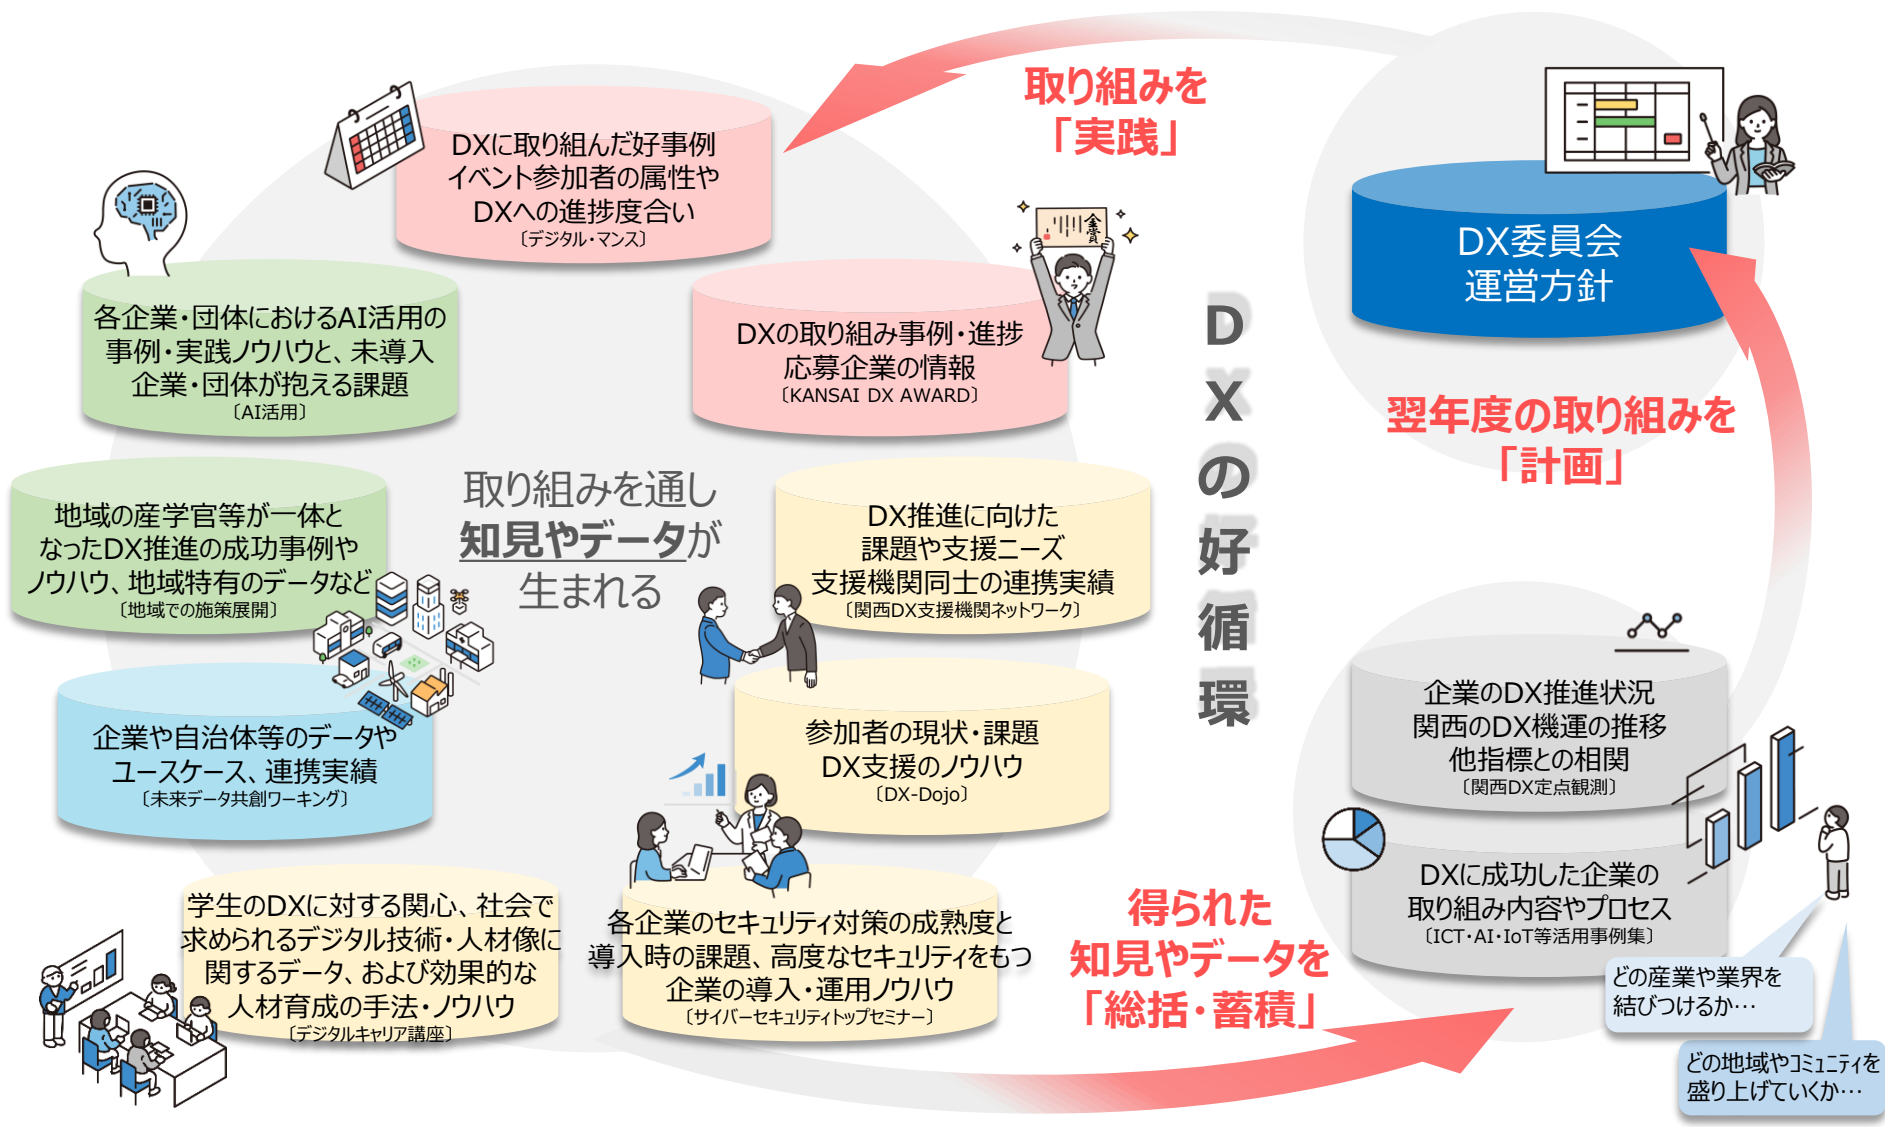 取り組みを
「実践」
DXに取り組んだ好事例
イベント参加者の属性や
DXへの進捗度合い
〔デジタル・マンス〕
金賞
DX委員会
運営方針
各企業・団体におけるAI活用の
事例・実践ノウハウと、未導入
企業・団体が抱える課題
〔AI活用〕
DXの取り組み事例・進捗
応募企業の情報
〔KANSAI DX AWARD〕
DXの好循環
翌年度の取り組みを
「計画」
取り組みを通し
知見やデータが
生まれる
地域の産学官等が一体と
なったDX推進の成功事例や
ノウハウ、地域特有のデータなど
〔地域での施策展開〕
DX推進に向けた
課題や支援ニーズ
支援機関同士の連携実績
〔関西DX支援機関ネットワーク〕
企業や自治体等のデータや
ユースケース、連携実績
〔未来データ共創ワーキング〕
参加者の現状・課題
DX支援のノウハウ
〔DX-Dojo〕
企業のDX推進状況
関西のDX機運の推移
他指標との相関
〔関西DX定点観測〕
DXに成功した企業の
取り組み内容やプロセス
〔ICT・AI・IoT等活用事例集〕
学生のDXに対する関心、社会で
求められるデジタル技術・人材像に
関するデータ、および効果的な
人材育成の手法・ノウハウ
〔デジタルキャリア講座〕
各企業のセキュリティ対策の成熟度と
導入時の課題、高度なセキュリティをもつ
企業の導入・運用ノウハウ
〔サイバーセキュリティトップセミナー〕
得られた
知見やデータを
「総括・蓄積」
どの産業や業界を
結びつけるか…
どの地域やコミュニティを
盛り上げていくか…